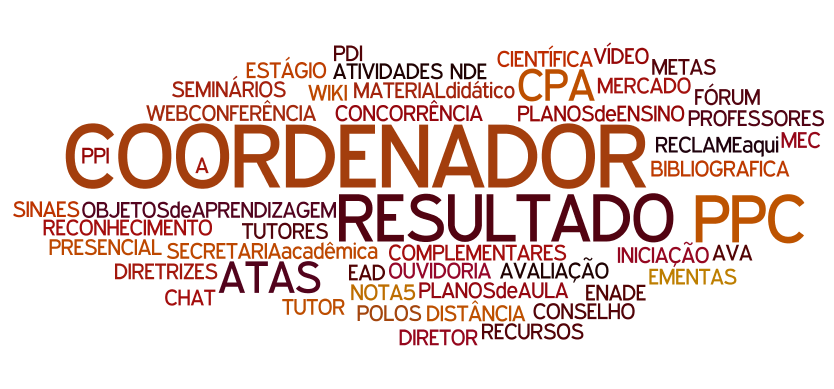 PDI
CIENTÍFICA VÍDEO
ESTÁGIO ATIVIDADES NDE METAS
SEMINÁRIOS WIKI MATERIALdidático CPA MERCADO FÓRUM
WEBCONFERÊNCIA CONCORRÊNCIA PLANOSdeENSINO PROFESSORES
COORDENADOR
PPI
A
RECLAMEaqui MEC
BIBLIOGRAFICA
SINAES OBJETOSdeAPRENDIZAGEM RESULTADO PPC
RECONHECIMENTO TUTORES
PRESENCIAL SECRETARIAacadêmica COMPLEMENTARES INICIAÇÃO AVA
DIRETRIZES ATAS EAD OUVIDORIA AVALIAÇÃO EMENTAS
CHAT NOTA5 PLANOSdeAULA ENADE
TUTOR POLOS DISTÂNCIA CONSELHO
DIRETOR RECURSOS